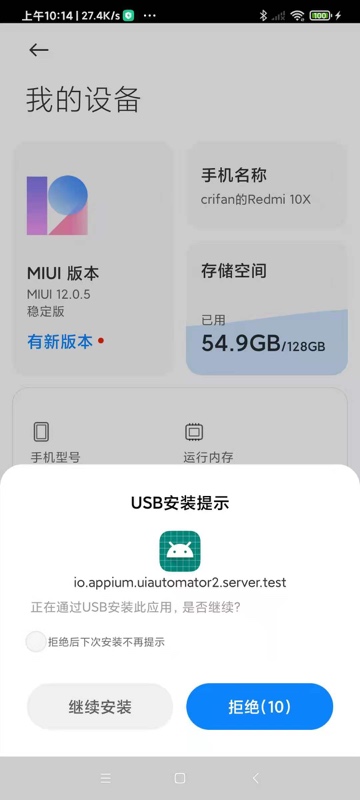 上午10:14 | 27.4K/s
100
我的设备
MIUI 版本
MIUI 12.0.5
稳定版
有新版本
手机名称
crifan的Redmi 10X
存储空间
已用
54.9GB/128GB
手机型号
运行内存
USB安装提示
io.appium.uiautomator2.server.test
正在通过USB安装此应用，是否继续?
拒绝后下次安装不再提示
继续安装
拒绝(10)